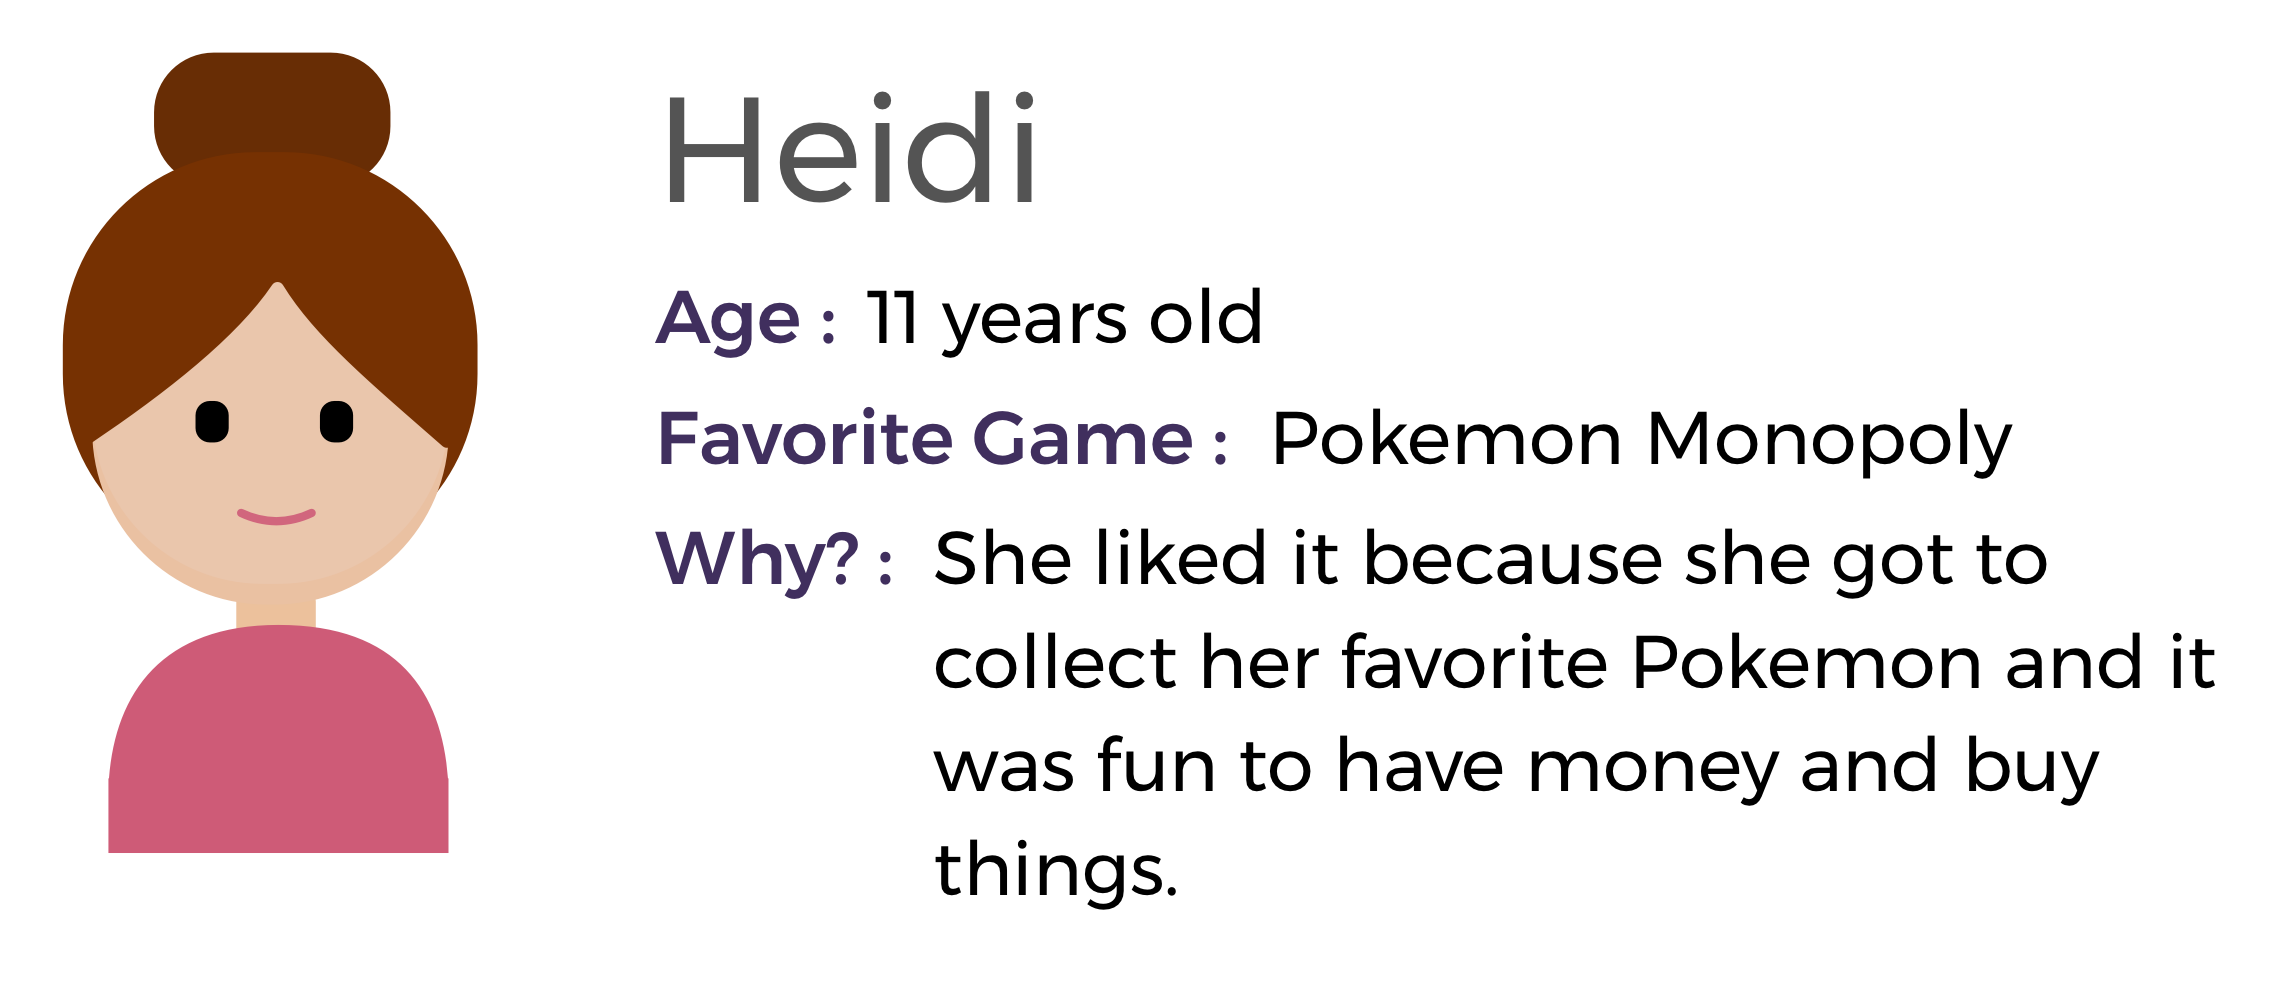 Heidi
Age : 11 years old
Favorite Game : Pokemon Monopoly
Why? : She liked it because she got to
collect her favorite Pokemon and it
was fun to have money and buy
things.